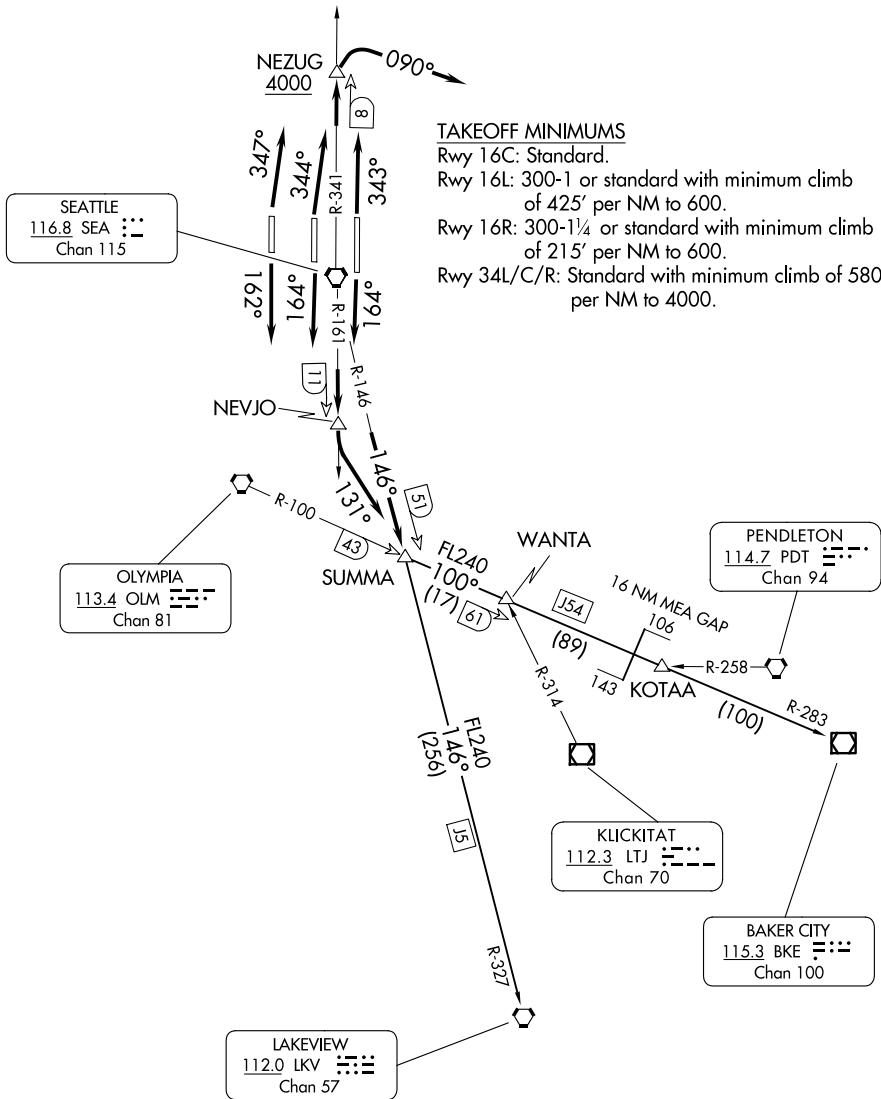 NEZUG
4000
090°
8
347°
344°
343°
R-341
TAKEOFF MINIMUMS
Rwy 16C: Standard.
Rwy 16L: 300-1 or standard with minimum climb
of 425' per NM to 600.
Rwy 16R: 300-1¼ or standard with minimum climb
of 215' per NM to 600.
Rwy 34L/C/R: Standard with minimum climb of 580
per NM to 4000.
SEATTLE
116.8 SEA
Chan 115
162°
164°
164°
R-161
11
R-146
NEVJO
131°
146°
51
R-100
43
OLYMPIA
113.4 OLM
Chan 81
SUMMA
FL240
100°
(17)
61
WANTA
J54
(89)
16 NM MEA GAP
106
143
KOTAA
R-258
PENDLETON
114.7 PDT
Chan 94
R-314
(100)
R-283
FL240
146°
(256)
J5
KLICKITAT
112.3 LTJ
Chan 70
BAKER CITY
115.3 BKE
Chan 100
R-327
LAKEVIEW
112.0 LKV
Chan 57